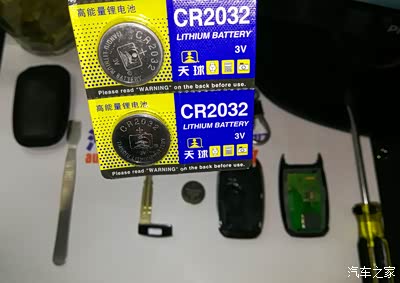 高能量锂电池
CR2032
LITHIUM BATTERY
3V
CR2032
天球
Please read "WARNING" on the back before use.
高能量锂电池
CR2032
LITHIUM BATTERY
3V
天球
Please read "WARNING" on the back before use.
汽车之家